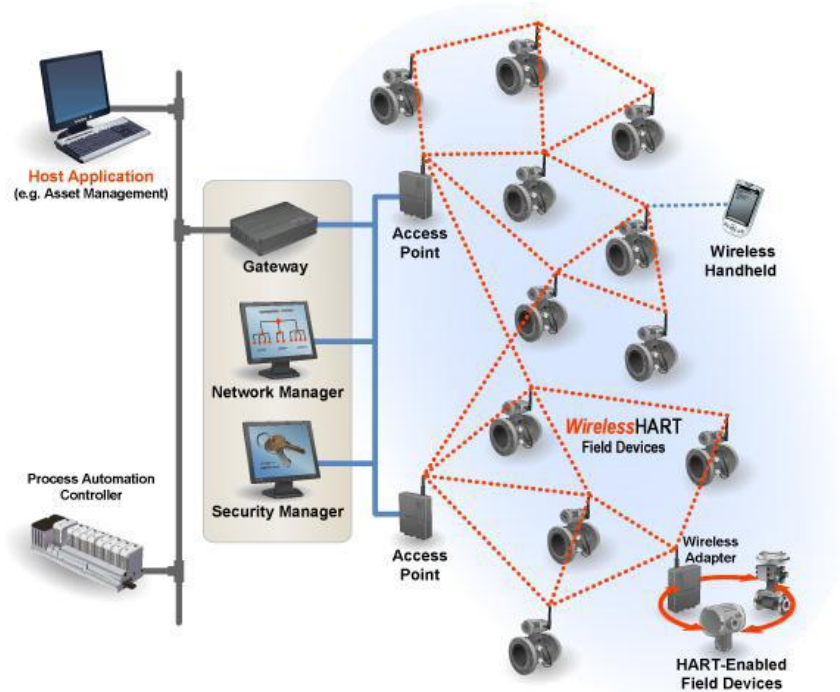 Host Application
(e.g. Asset Management)
Gateway
Access
Point
Wireless
Handheld
Network Manager
WirelessHART
Field Devices
Process Automation
Controller
Security Manager
Access
Point
Wireless
Adapter
HART-Enabled
Field Devices